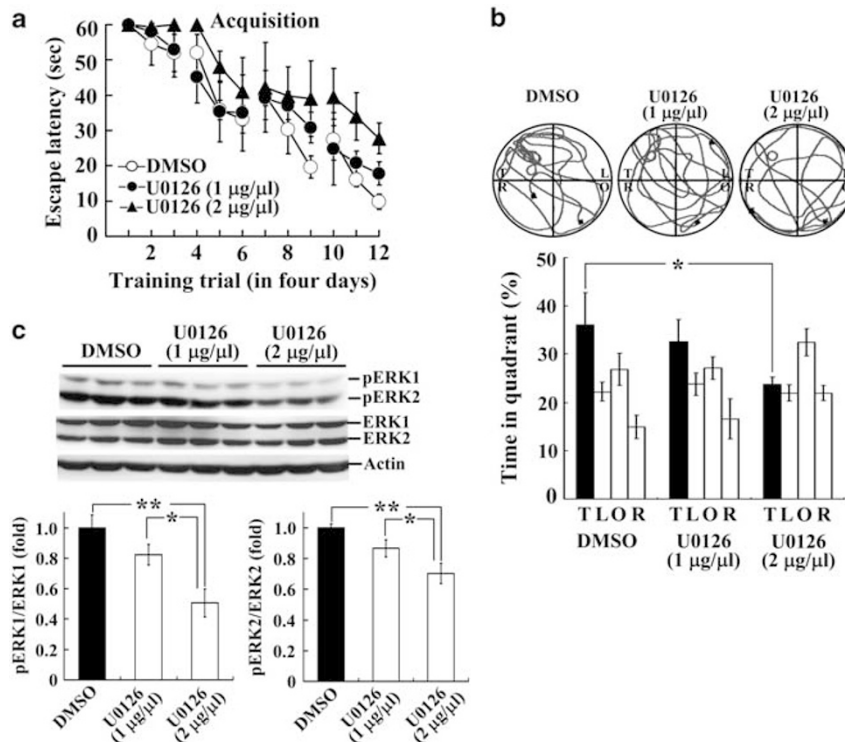 a
Acquisition
Escape latency (sec)
60
50
40
30
20
10
0
DMSO
U0126 (1 µg/µl)
U0126 (2 µg/µl)
2 4 6 8 10 12
Training trial (in four days)
b
DMSO
U0126
(1 µg/µl)
U0126
(2 µg/µl)
T L
R O
T L
R O
T L
R O
Time in quadrant (%)
50
40
30
20
10
0
*
T L O R T L O R T L O R
DMSO
U0126
(1 µg/µl)
U0126
(2 µg/µl)
c
DMSO
U0126
(1 µg/µl)
U0126
(2 µg/µl)
pERK1
pERK2
ERK1
ERK2
Actin
pERK1/ERK1 (fold)
1.0
0.8
0.6
0.4
0.2
0
**
*
DMSO
U0126
(1 µg/µl)
U0126
(2 µg/µl)
pERK2/ERK2 (fold)
1.0
0.8
0.6
0.4
0.2
0
**
*
DMSO
U0126
(1 µg/µl)
U0126
(2 µg/µl)